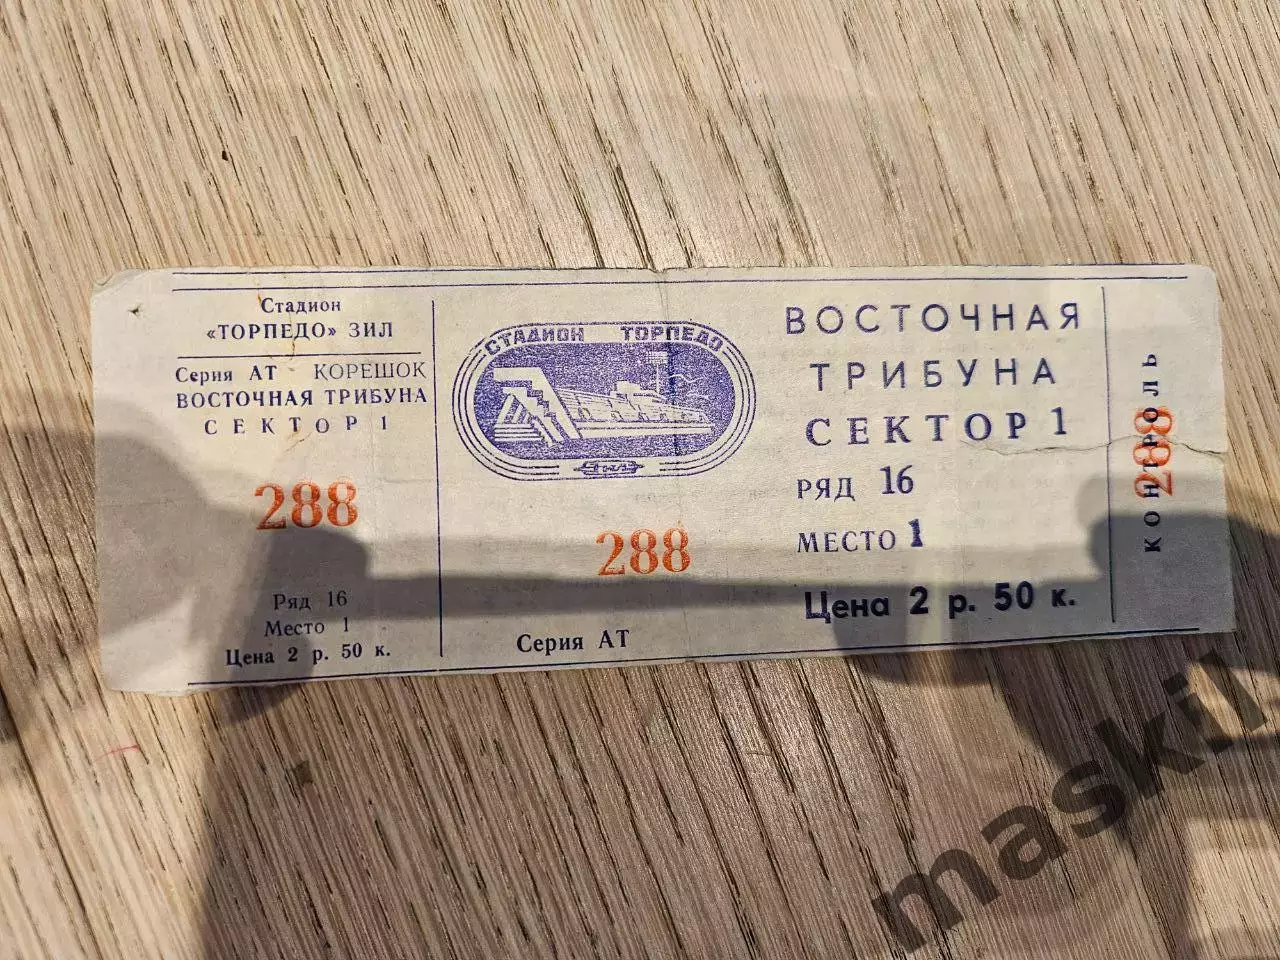 Стадион
«ТОРПЕДО» ЗИЛ
Серия АТ КОРЕШОК
ВОСТОЧНАЯ ТРИБУНА
СЕКТОР 1
288
Ряд 16
Место 1
Цена 2 р. 50 к.
СТАДИОН ТОРПЕДО
ЗИЛ
288
Серия АТ
ВОСТОЧНАЯ
ТРИБУНА
СЕКТОР 1
РЯД 16
МЕСТО 1
Цена 2 р. 50 к.
КОНТРОЛЬ
288
maskil